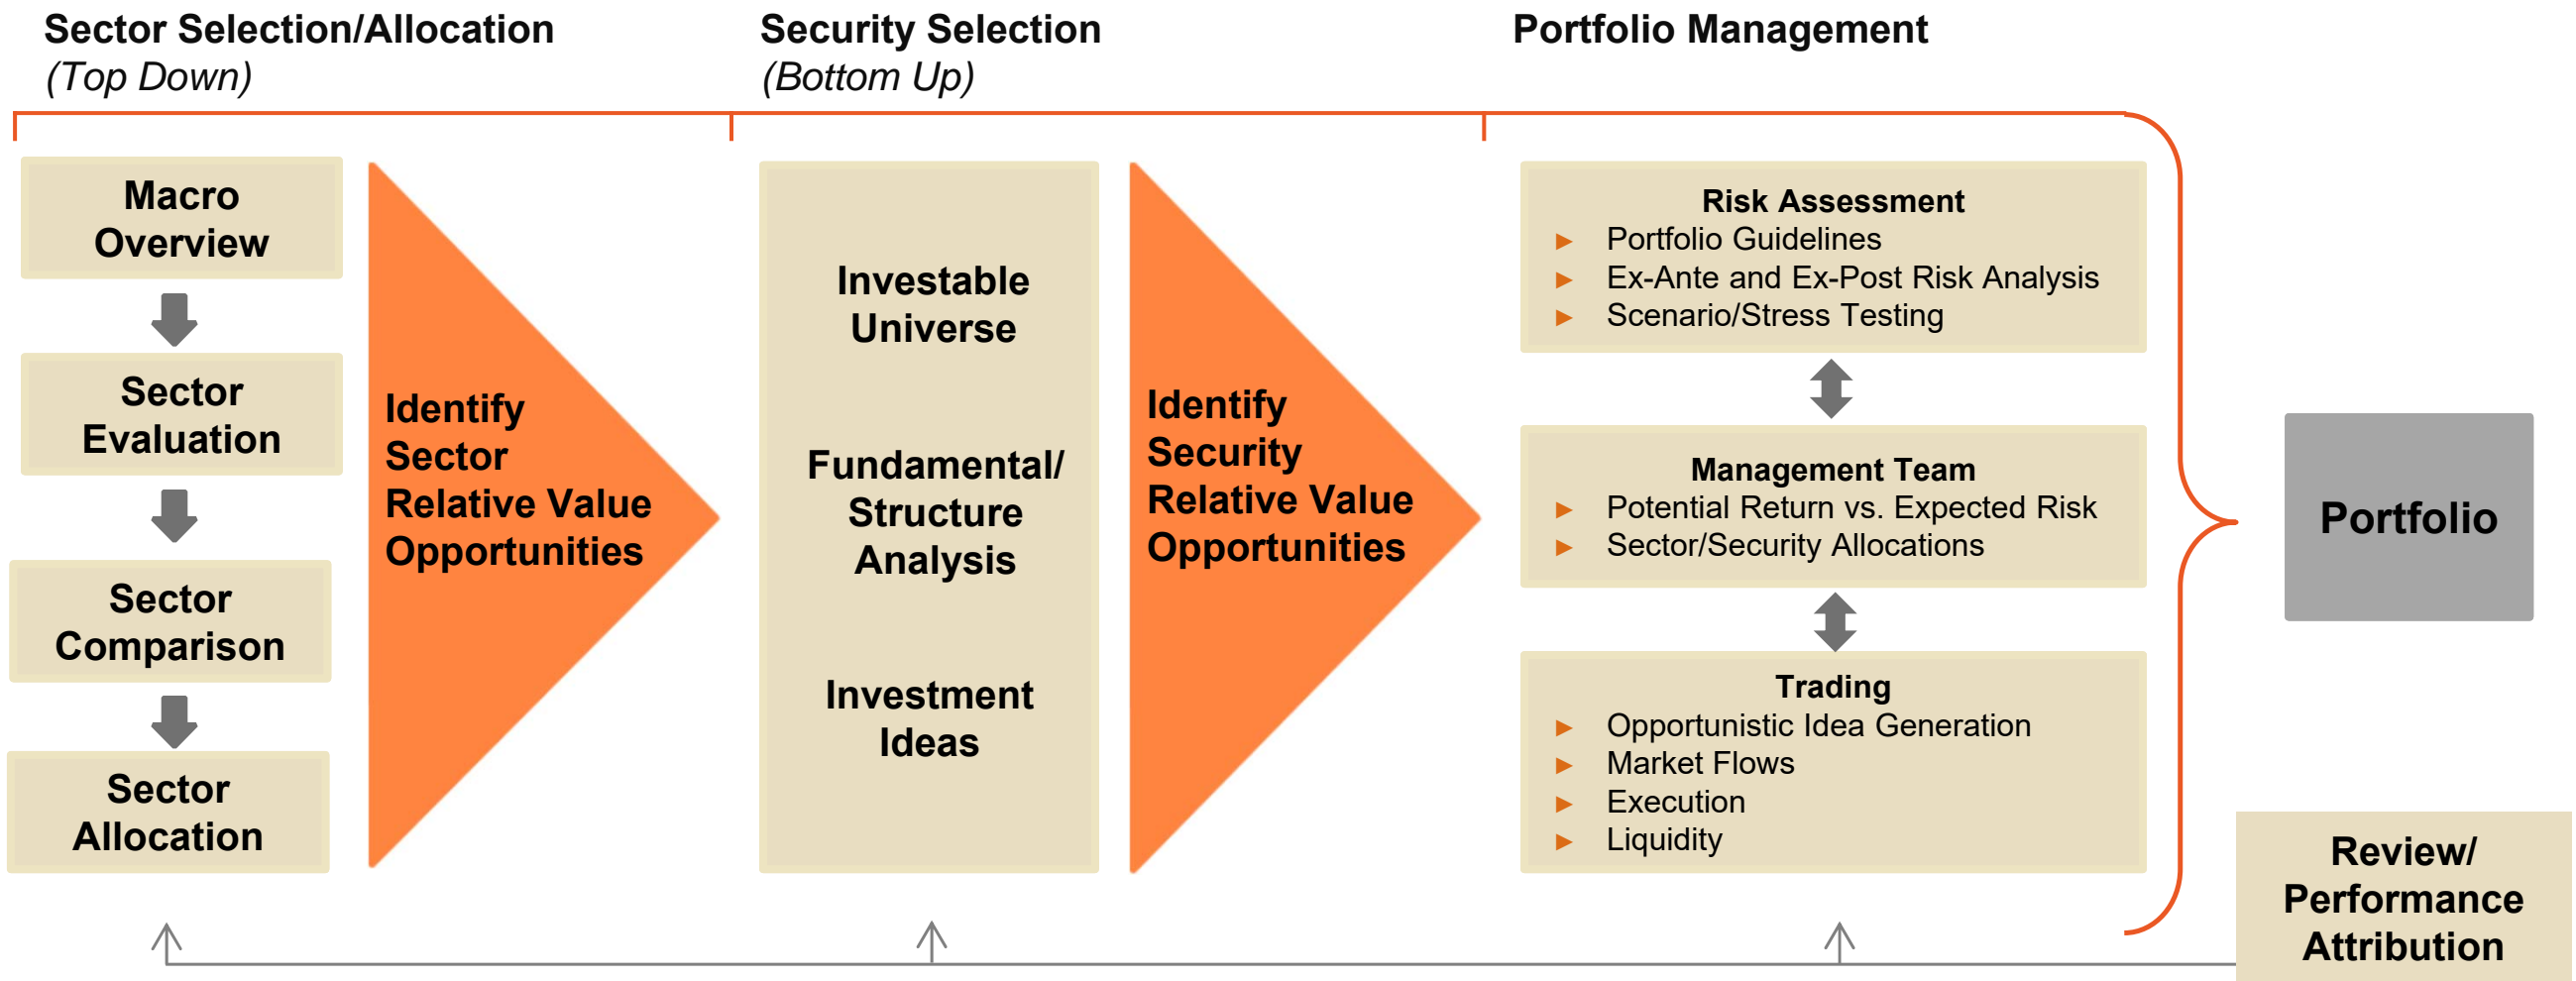 Sector Selection/Allocation
(Top Down)
Macro
Overview
Sector
Evaluation
Sector
Comparison
Sector
Allocation
Identify
Sector
Relative Value
Opportunities
Security Selection
(Bottom Up)
Investable
Universe
Fundamental/
Structure
Analysis
Investment
Ideas
Identify
Security
Relative Value
Opportunities
Portfolio Management
Risk Assessment
► Portfolio Guidelines
► Ex-Ante and Ex-Post Risk Analysis
► Scenario/Stress Testing
Management Team
► Potential Return vs. Expected Risk
► Sector/Security Allocations
Trading
► Opportunistic Idea Generation
► Market Flows
► Execution
► Liquidity
Portfolio
Review/
Performance
Attribution